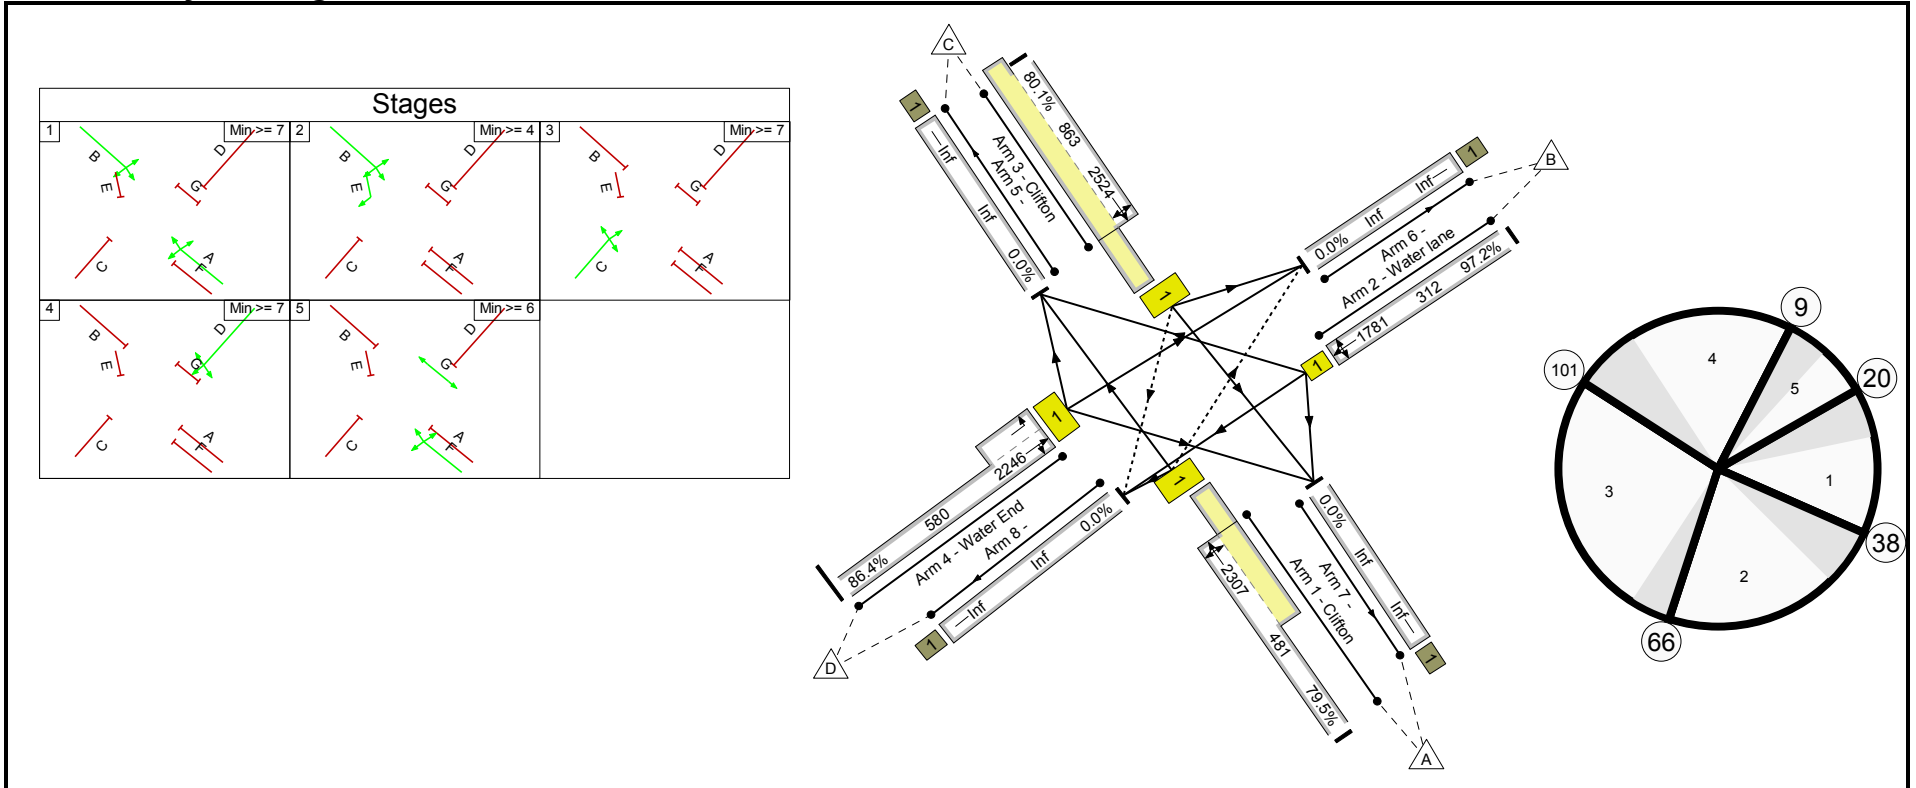 Stages
1
Min >= 7
B
E
D
G
C
A
F
2
Min >= 4
B
E
D
G
C
A
F
3
Min >= 7
B
E
D
G
C
A
F
4
Min >= 7
B
E
D
G
C
A
F
5
Min >= 6
B
E
D
G
C
A
F
C
1
Inf
Inf
0.0%
Arm 5 -
Arm 3 - Clifton
80.1%
863
2524
1
B
1
Inf
Inf
0.0%
Arm 6 -
Arm 2 - Water lane
97.2%
312
1781
1
1
2246
580
86.4%
Arm 4 - Water End
Arm 8 -
0.0%
Inf
Inf
1
D
1
2307
481
79.5%
Arm 1 - Clifton
Arm 7 -
0.0%
Inf
Inf
1
A
9
20
38
66
101
4
5
1
2
3